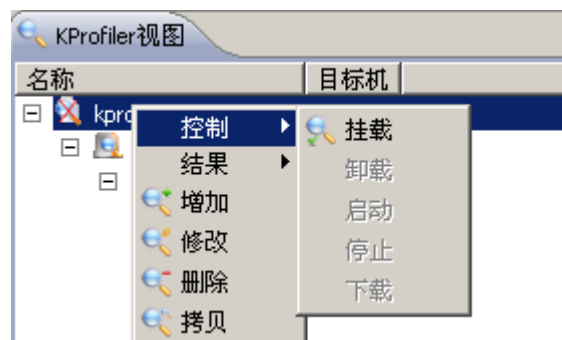 KProfiler视图
名称 目标机
kpro
控制 挂载
结果 卸载
增加 启动
修改 停止
删除 下载
拷贝